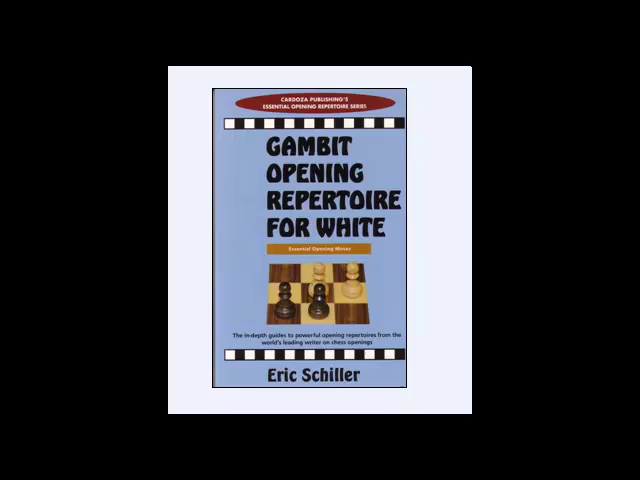 CARDOZA PUBLISHING'S
ESSENTIAL OPENING REPERTOIRE SERIES
GAMBIT
OPENING
REPERTOIRE
FOR WHITE
Essential Opening Moves
The in-depth guides to powerful opening repertoires from the
world's leading writer on chess openings
Eric Schiller